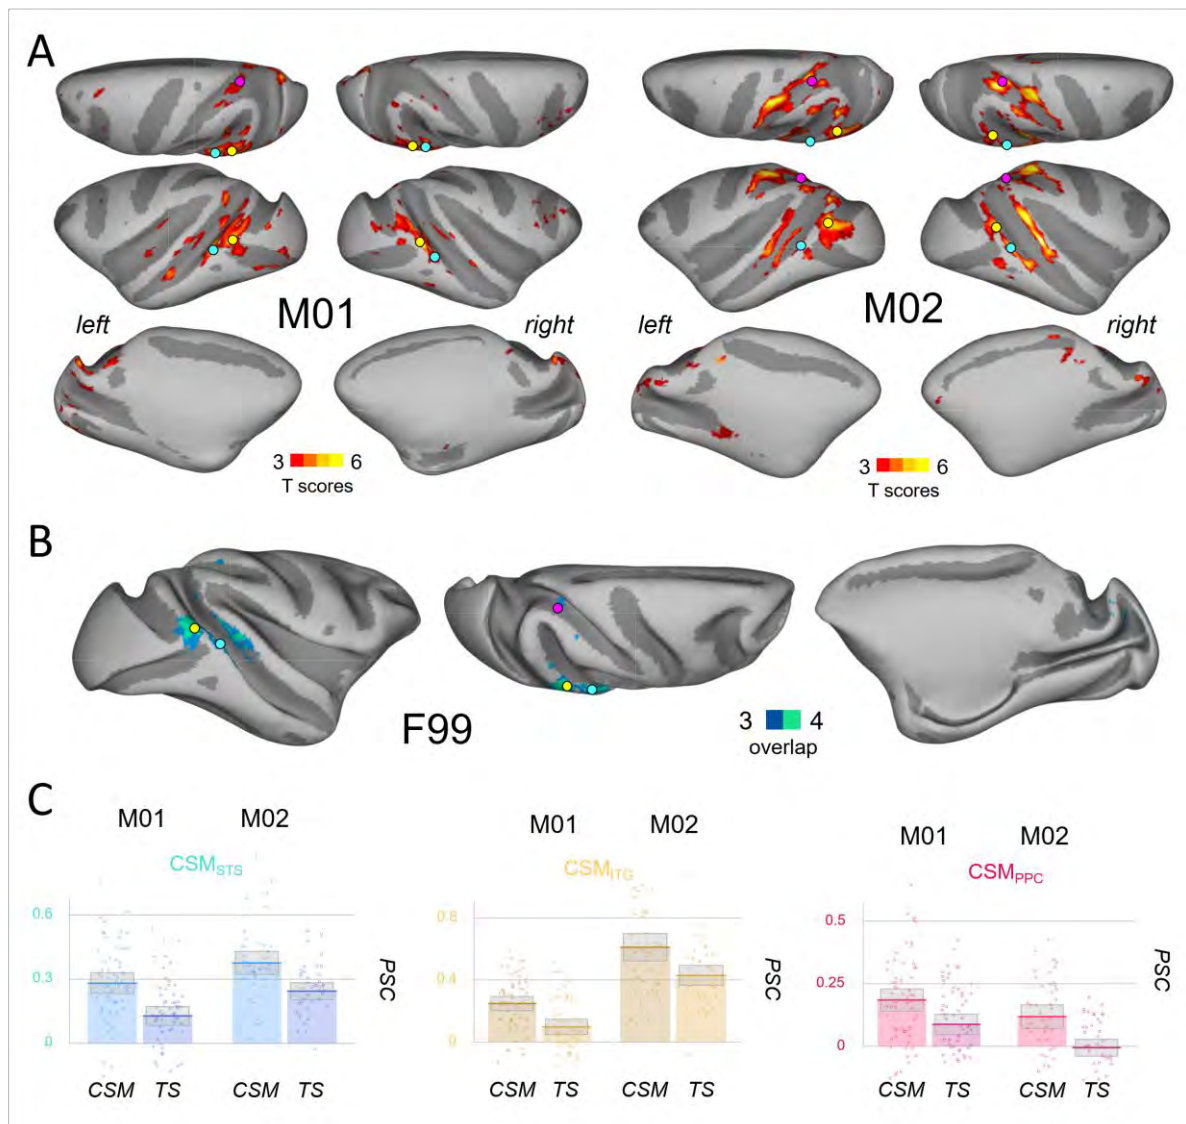 A
M01
M02
left
right
left
right
3 6
T scores
3 6
T scores
B
F99
3 4
overlap
C
M01 M02
CSMSTS
0.6
0.3
0
PSC
CSM TS CSM TS
M01 M02
CSMITG
0.8
0.4
0
PSC
CSM TS CSM TS
M01 M02
CSMPPC
0.5
0.25
0
PSC
CSM TS CSM TS